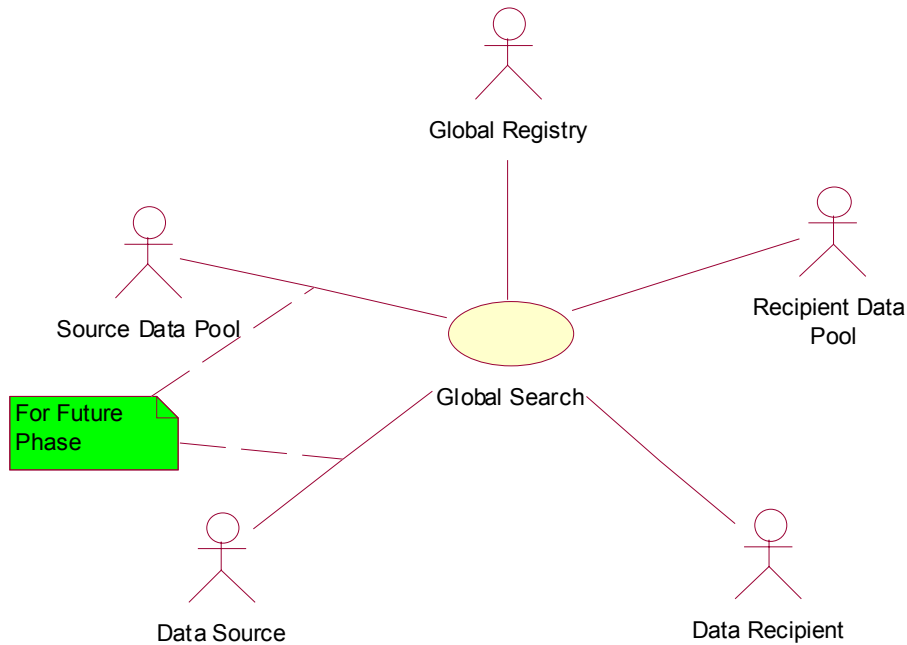 Global Registry
Source Data Pool
Recipient Data
Pool
For Future
Phase
Global Search
Data Source
Data Recipient